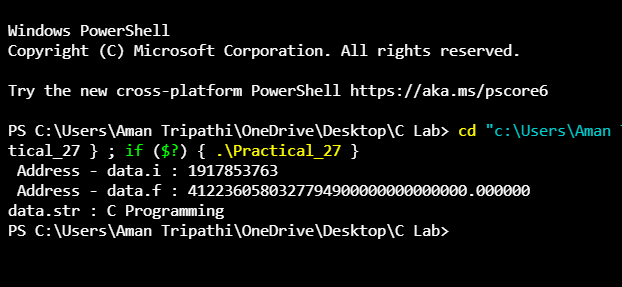 Windows PowerShell
Copyright (C) Microsoft Corporation. All rights reserved.
Try the new cross-platform PowerShell https://aka.ms/pscore6
PS C:\Users\Aman Tripathi\OneDrive\Desktop\C Lab> cd "c:\Users\Aman
tical_27 } ; if ($?) { .\Practical_27 }
 Address - data.i : 1917853763
 Address - data.f : 4122360580327794900000000000000.000000
data.str : C Programming
PS C:\Users\Aman Tripathi\OneDrive\Desktop\C Lab>